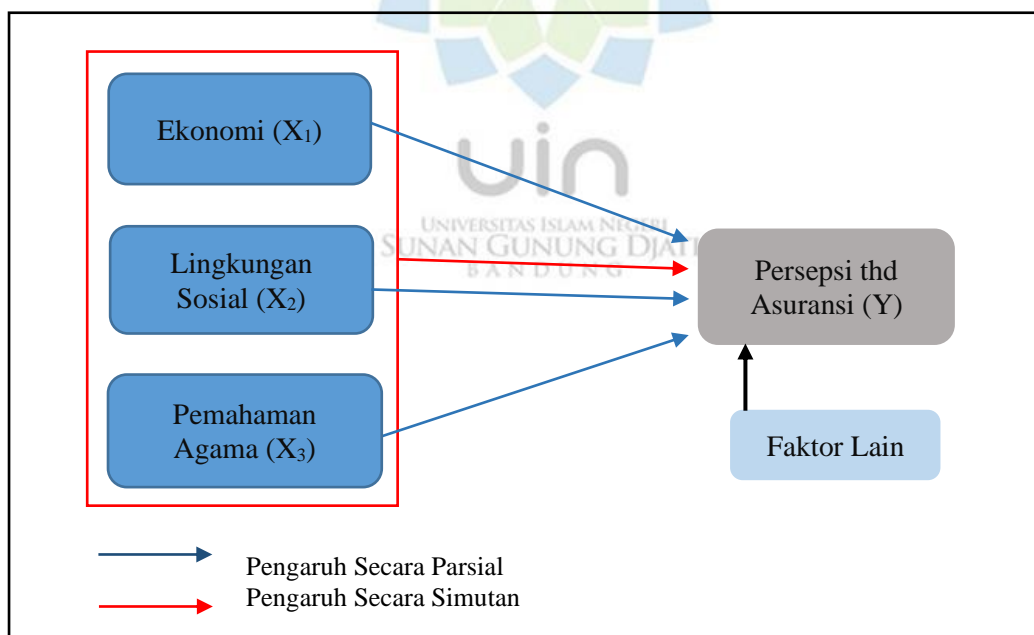 Ekonomi (X₁)
Lingkungan
Sosial (X₂)
Pemahaman
Agama (X₃)
uin
UNIVERSITAS ISLAM NEGERI
SUNAN GUNUNG DJATI
BANDUNG
Persepsi thd
Asuransi (Y)
Faktor Lain
Pengaruh Secara Parsial
Pengaruh Secara Simutan